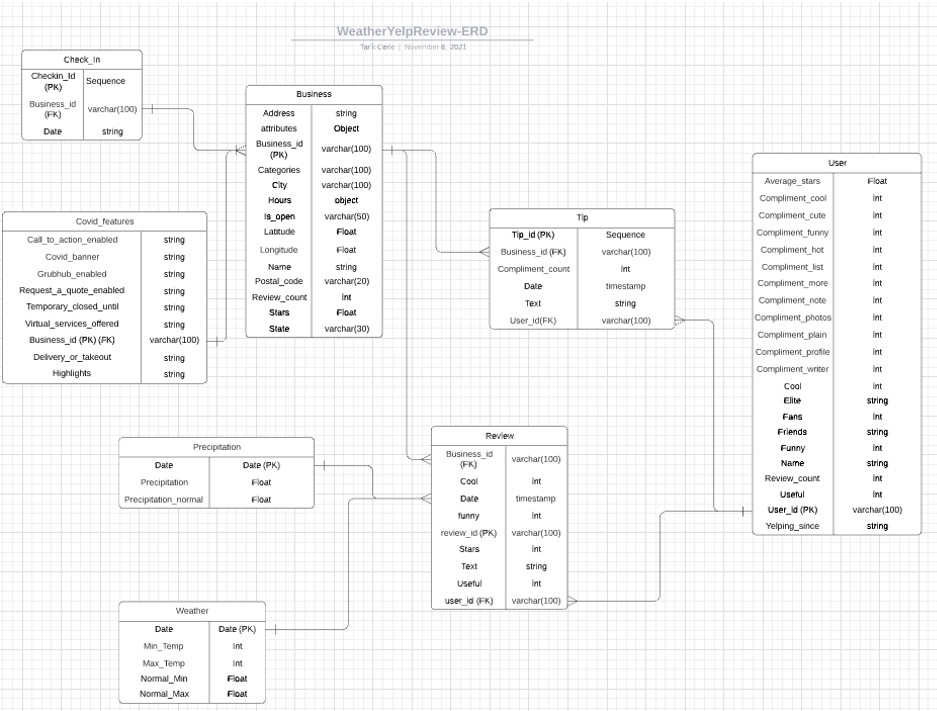 WeatherYelpReview-ERD
Tarik Ceric | November 6, 2021
Check_In
Checkin_Id (PK) Sequence
Business_id (FK) varchar(100)
Date string
Business
Address string
attributes Object
Business_id (PK) varchar(100)
Categories varchar(100)
City varchar(100)
Hours object
Is_open varchar(50)
Latitude Float
Longitude Float
Name string
Postal_code varchar(20)
Review_count int
Stars Float
State varchar(30)
Covid_features
Call_to_action_enabled string
Covid_banner string
Grubhub_enabled string
Request_a_quote_enabled string
Temporary_closed_until string
Virtual_services_offered string
Business_id (PK) (FK) varchar(100)
Delivery_or_takeout string
Highlights string
Tip
Tip_id (PK) Sequence
Business_id (FK) varchar(100)
Compliment_count int
Date timestamp
Text string
User_id(FK) varchar(100)
User
Average_stars Float
Compliment_cool int
Compliment_cute int
Compliment_funny int
Compliment_hot int
Compliment_list int
Compliment_more int
Compliment_note int
Compliment_photos int
Compliment_plain int
Compliment_profile int
Compliment_writer int
Cool int
Elite string
Fans int
Friends string
Funny int
Name string
Review_count int
Useful int
User_id (PK) varchar(100)
Yelping_since string
Precipitation
Date Date (PK)
Precipitation Float
Precipitation_normal Float
Review
Business_id (FK) varchar(100)
Cool int
Date timestamp
funny int
review_id (PK) varchar(100)
Stars int
Text string
Useful int
user_id (FK) varchar(100)
Weather
Date Date (PK)
Min_Temp Int
Max_Temp Int
Normal_Min Float
Normal_Max Float